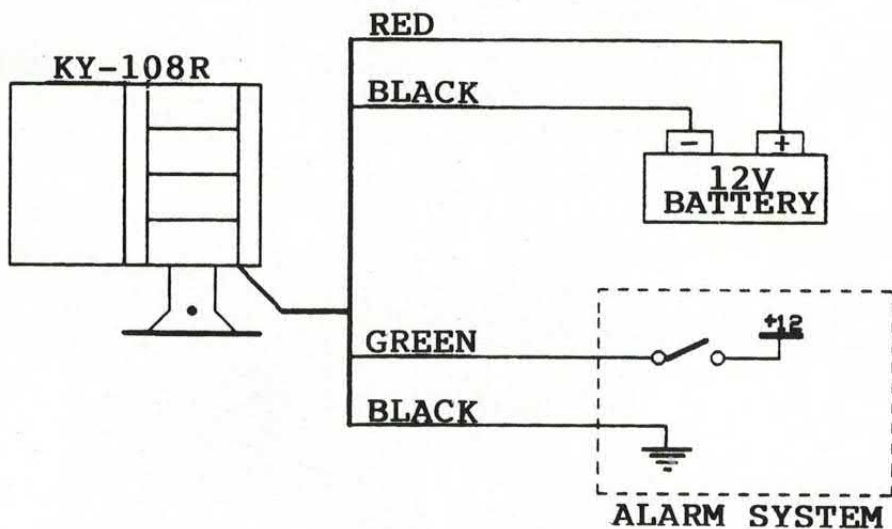 RED
KY-108R
BLACK
- +
12V
BATTERY
+12
GREEN
BLACK
ALARM SYSTEM